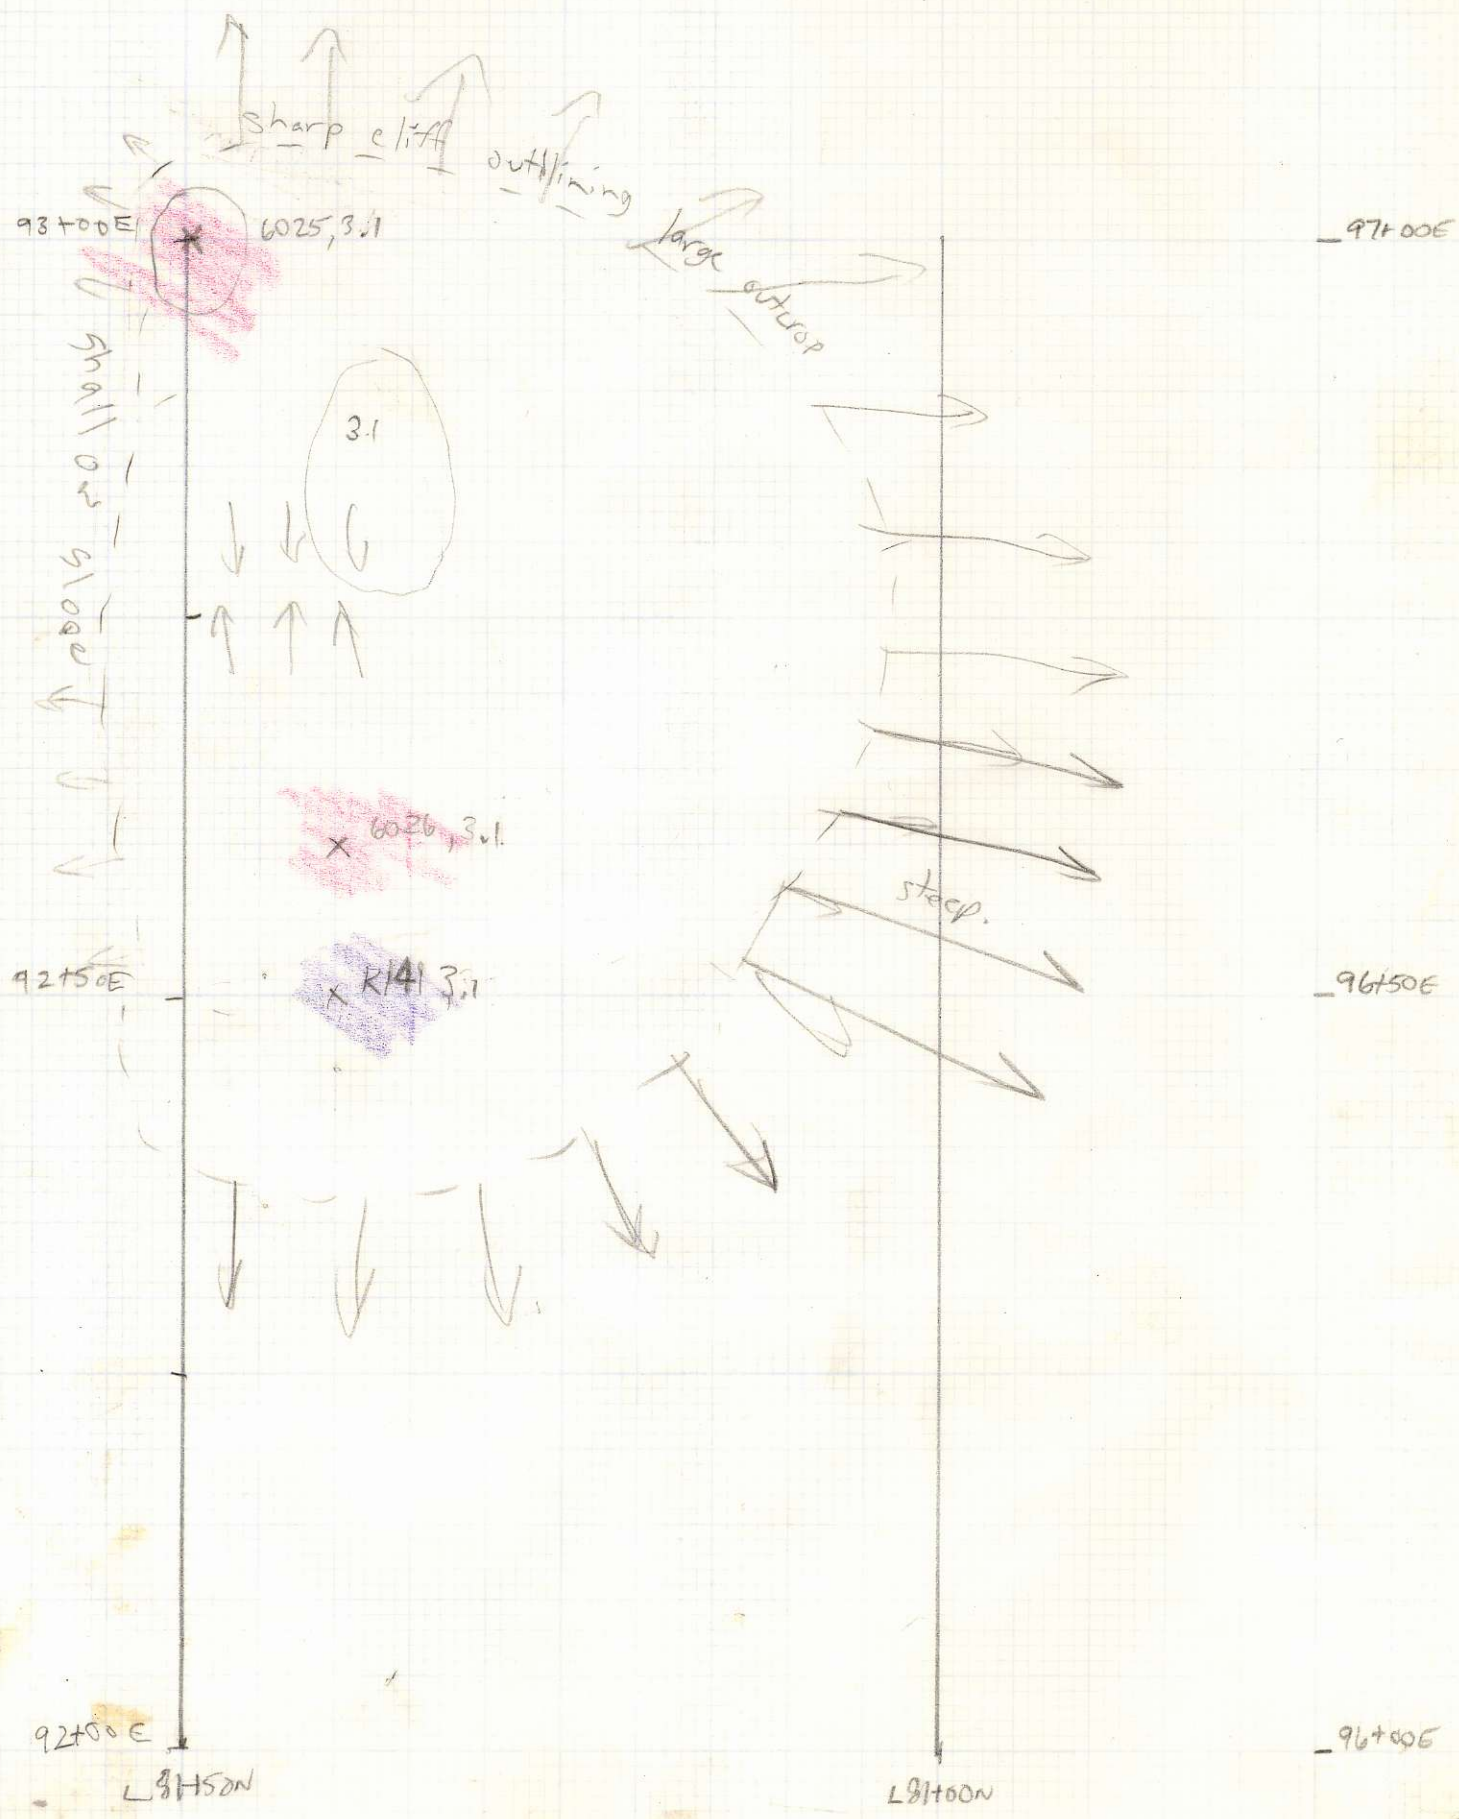 sharp cliff outlining large outcrop
93+00E
6025, 3.1
97+00E
shallow slope
3.1
6026, 3.1
steep.
92+50E
K141 3.1
96+50E
92+00E
96+00E
L81+50N
L81+00N